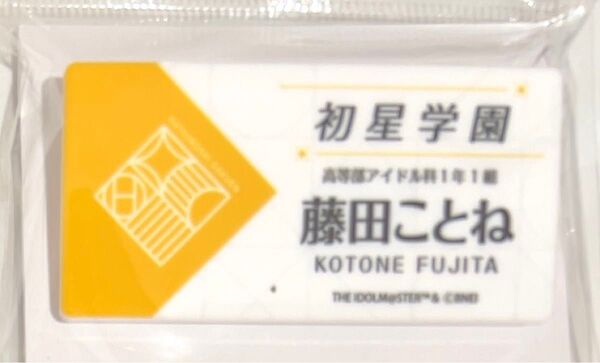 初星学園
高等部アイドル科1年1組
藤田ことね
KOTONE FUJITA
THE IDOLM@STER™& ©BNEI